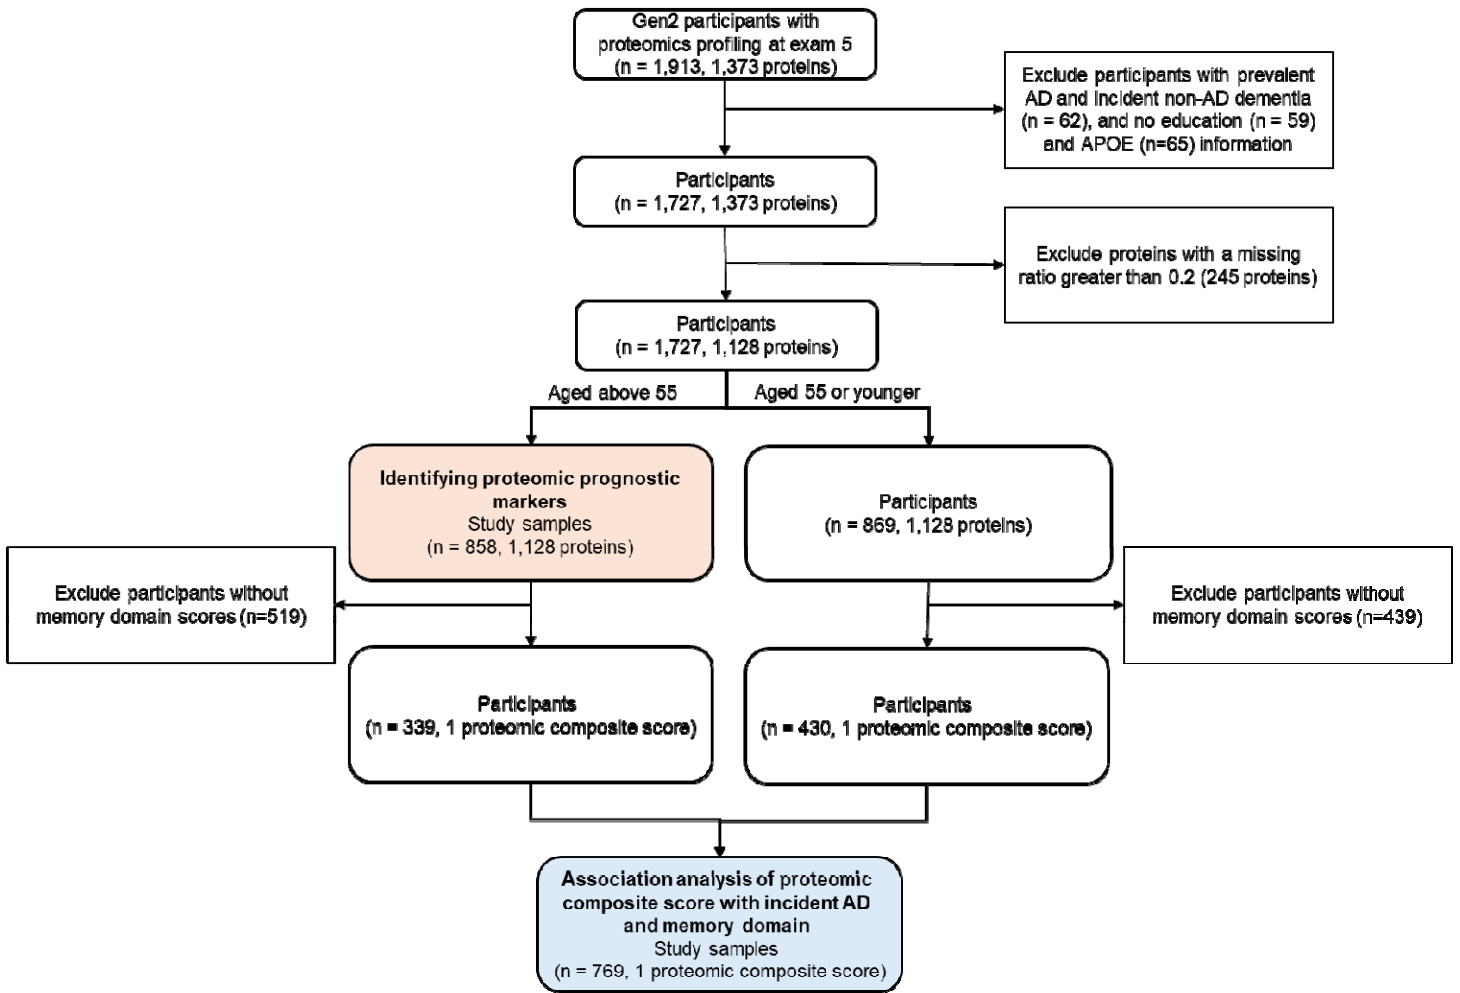 Gen2 participants with
proteomics profiling at exam 5
(n = 1,913, 1,373 proteins)
Exclude participants with prevalent
AD and incident non-AD dementia
(n = 62), and no education (n = 59)
and APOE (n=65) information
Participants
(n = 1,727, 1,373 proteins)
Exclude proteins with a missing
ratio greater than 0.2 (245 proteins)
Participants
(n = 1,727, 1,128 proteins)
Aged above 55
Aged 55 or younger
Identifying proteomic prognostic
markers
Study samples
(n = 858, 1,128 proteins)
Participants
(n = 869, 1,128 proteins)
Exclude participants without
memory domain scores (n=519)
Exclude participants without
memory domain scores (n=439)
Participants
(n = 339, 1 proteomic composite score)
Participants
(n = 430, 1 proteomic composite score)
Association analysis of proteomic
composite score with incident AD
and memory domain
Study samples
(n = 769, 1 proteomic composite score)